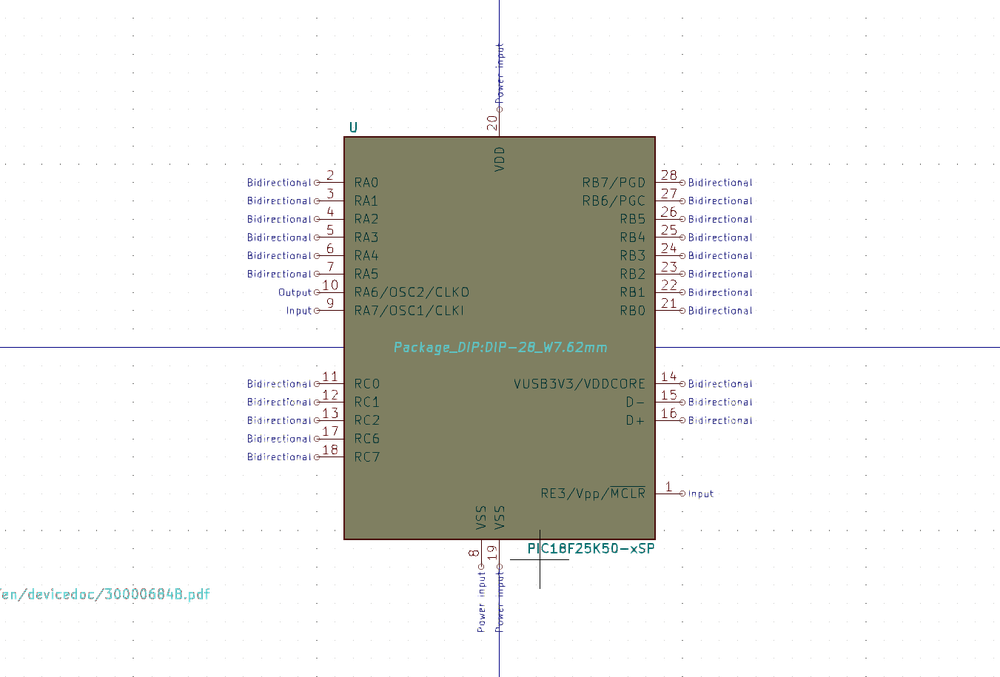 Power input
20
U
VDD
Bidirectional 2 RA0 RB7/PGD 28 Bidirectional
Bidirectional 3 RA1 RB6/PGC 27 Bidirectional
Bidirectional 4 RA2 RB5 26 Bidirectional
Bidirectional 5 RA3 RB4 25 Bidirectional
Bidirectional 6 RA4 RB3 24 Bidirectional
Bidirectional 7 RA5 RB2 23 Bidirectional
Output 10 RA6/OSC2/CLKO RB1 22 Bidirectional
Input 9 RA7/OSC1/CLKI RB0 21 Bidirectional
Package_DIP:DIP-28_W7.62mm
Bidirectional 11 RC0 VUSB3V3/VDDCORE 14 Bidirectional
Bidirectional 12 RC1 D- 15 Bidirectional
Bidirectional 13 RC2 D+ 16 Bidirectional
Bidirectional 17 RC6
Bidirectional 18 RC7
RE3/Vpp/MCLR 1 Input
VSS VSS
8 19
PIC18F25K50-xSP
Power input Power input
en/devicedoc/30000684B.pdf